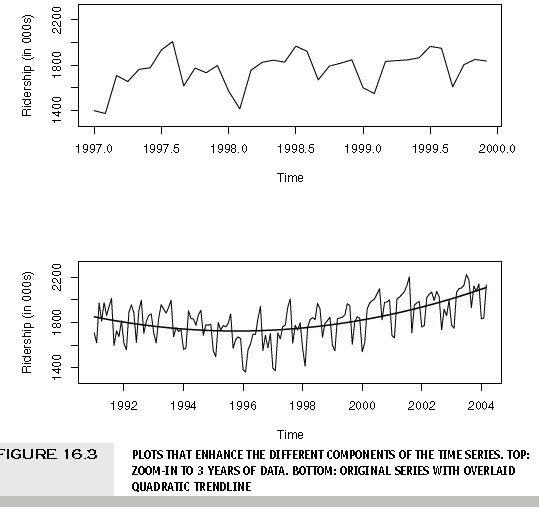 Ridership (in 000s)
2200
1800
1400
1997.0 1997.5 1998.0 1998.5 1999.0 1999.5 2000.0
Time
Ridership (in 000s)
2200
1800
1400
1992 1994 1996 1998 2000 2002 2004
Time
FIGURE 16.3
PLOTS THAT ENHANCE THE DIFFERENT COMPONENTS OF THE TIME SERIES. TOP:
ZOOM-IN TO 3 YEARS OF DATA. BOTTOM: ORIGINAL SERIES WITH OVERLAID
QUADRATIC TRENDLINE